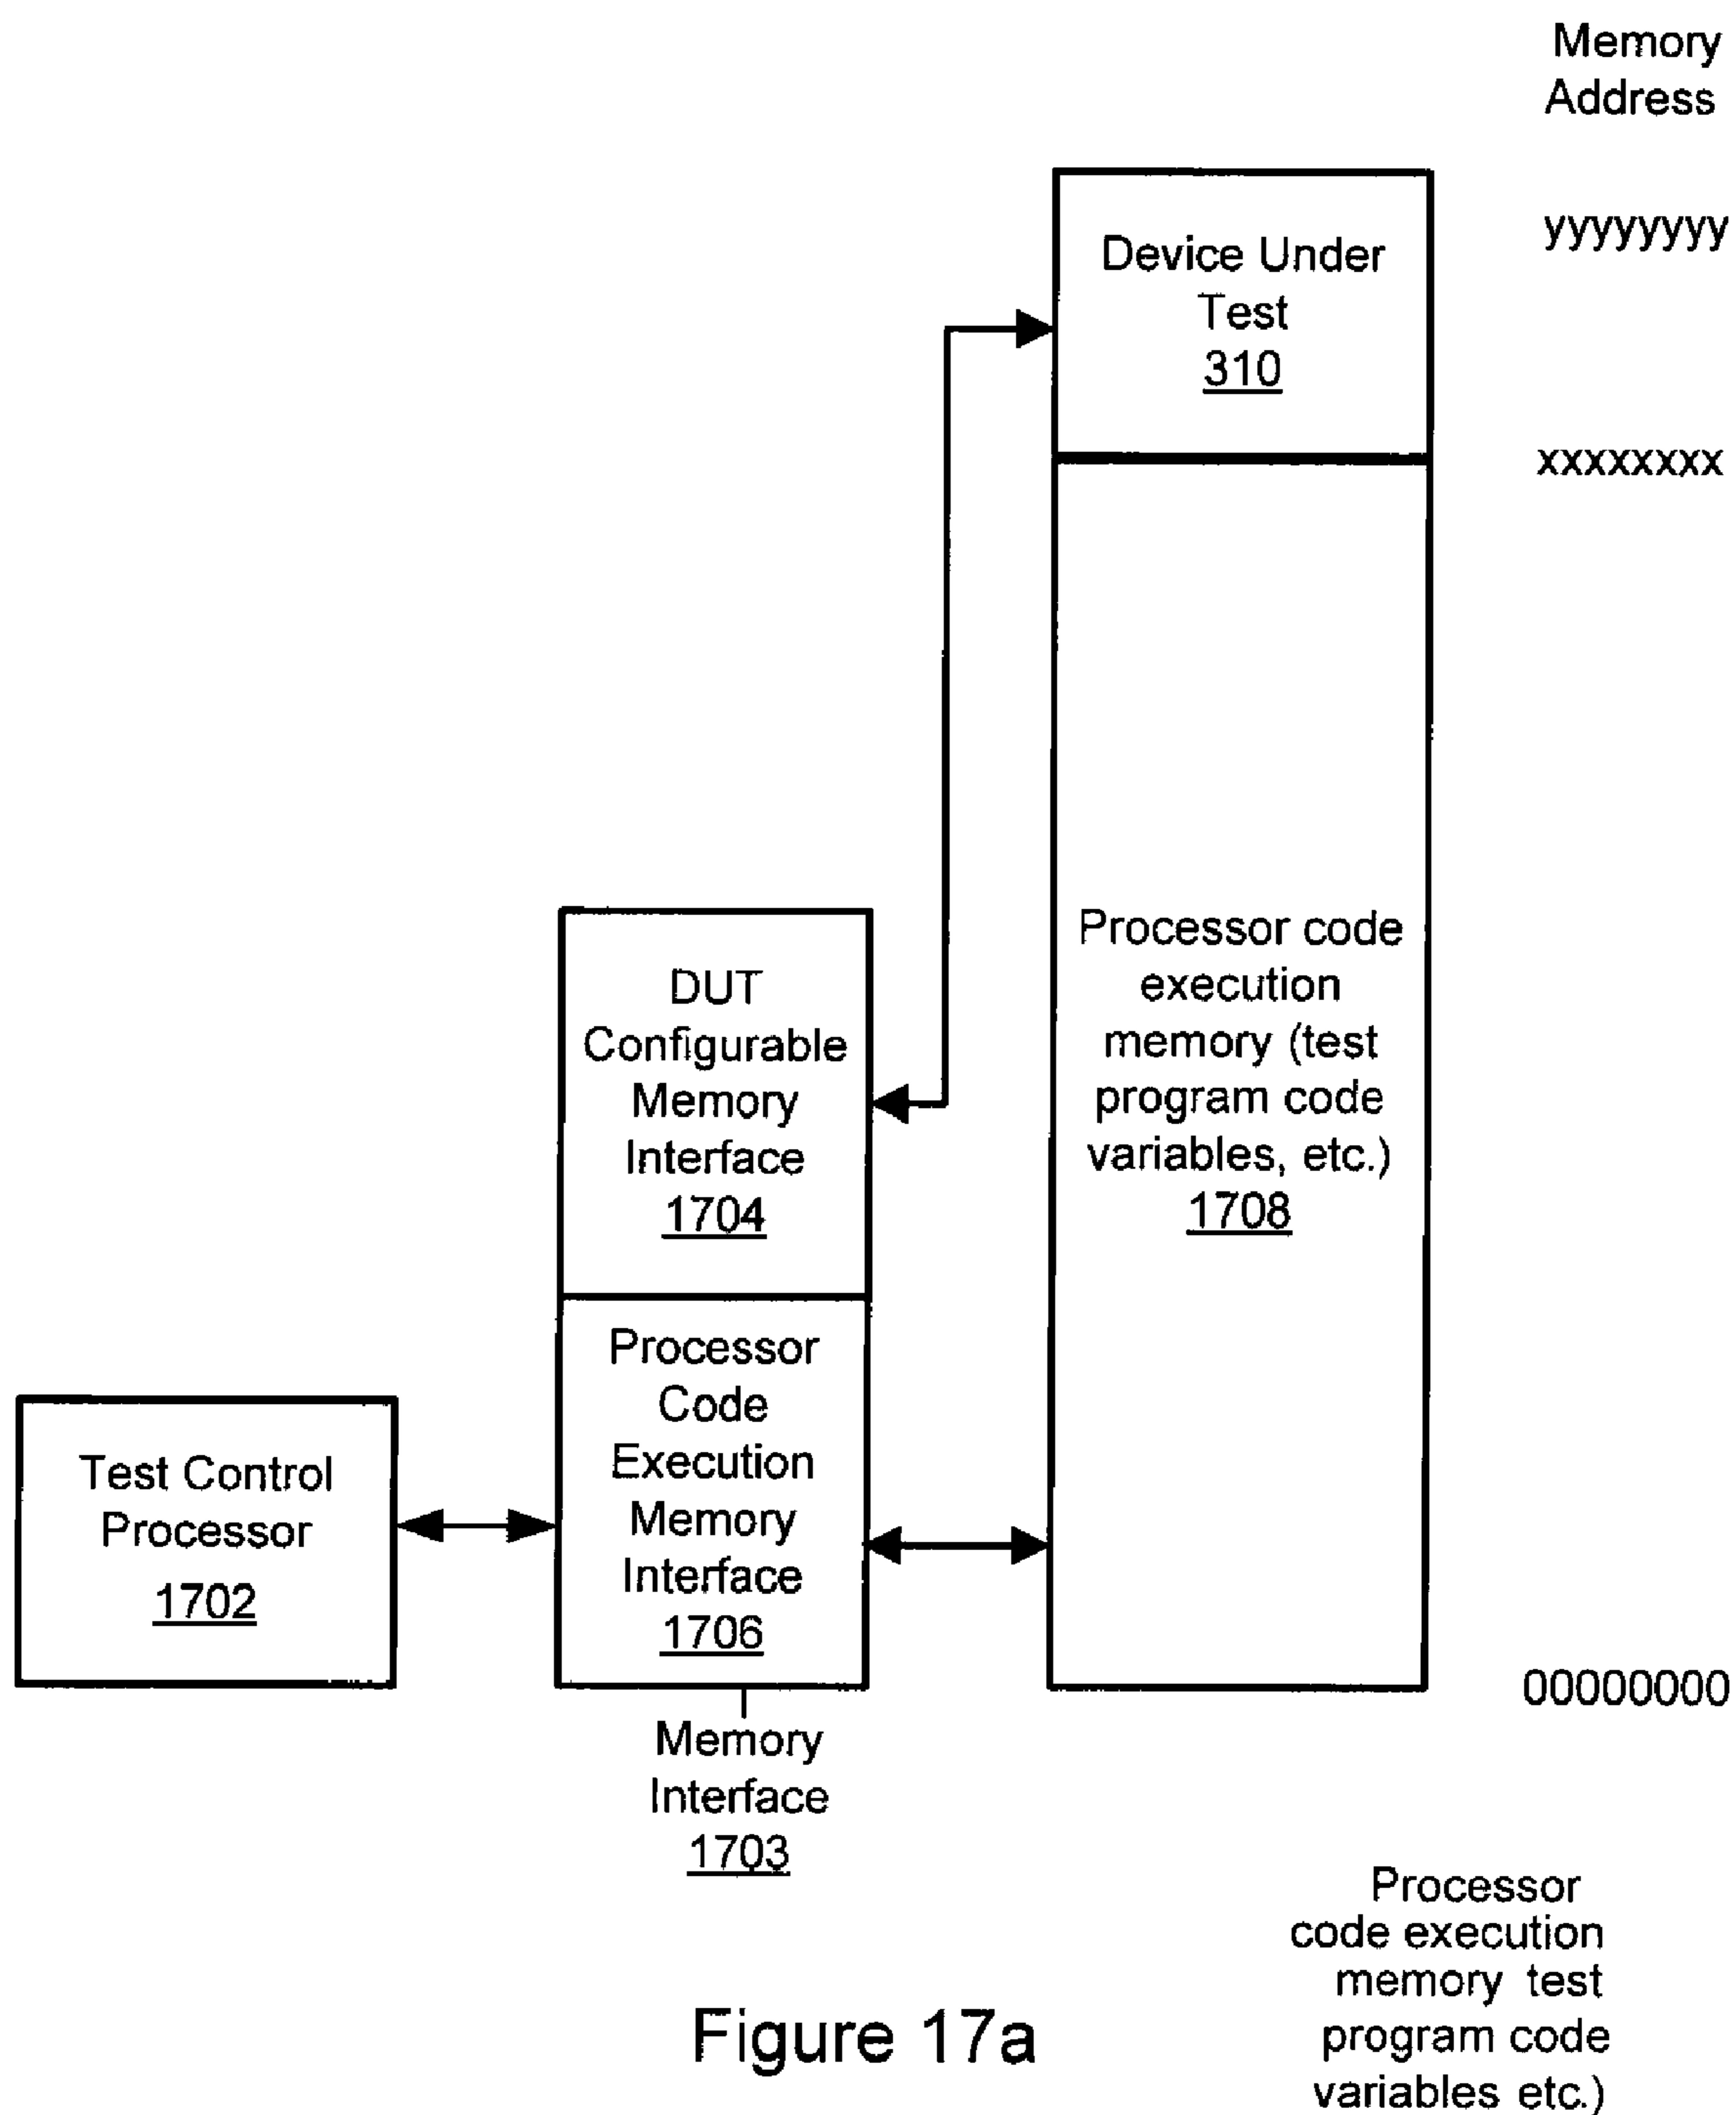 Memory
Address
yyyyyyyy
Device Under
Test
310
xxxxxxxx
Processor code
execution
memory (test
program code
variables, etc.)
1708
DUT
Configurable
Memory
Interface
1704
Processor
Code
Execution
Memory
Interface
1706
Test Control
Processor
1702
00000000
Memory
Interface
1703
Processor
code execution
memory test
program code
variables etc.)
Figure 17a